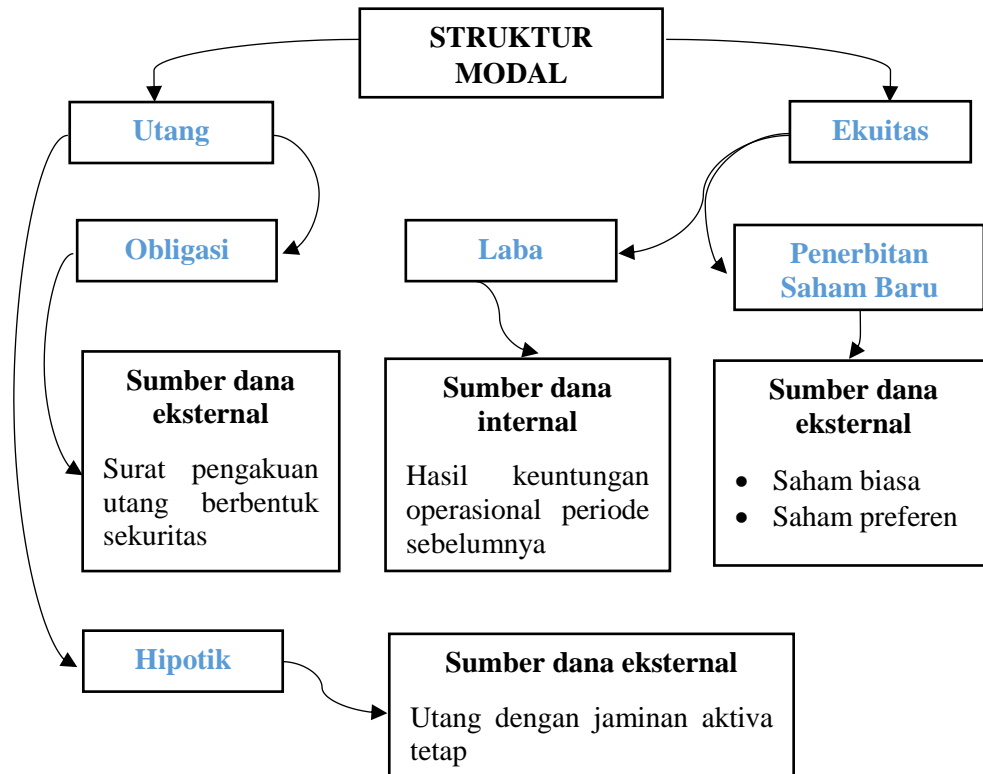 STRUKTUR
MODAL
Utang
Ekuitas
Obligasi
Laba
Penerbitan
Saham Baru
Sumber dana
eksternal
Surat pengakuan
utang berbentuk
sekuritas
Sumber dana
internal
Hasil keuntungan
operasional periode
sebelumnya
Sumber dana
eksternal
• Saham biasa
• Saham preferen
Hipotik
Sumber dana eksternal
Utang dengan jaminan aktiva
tetap